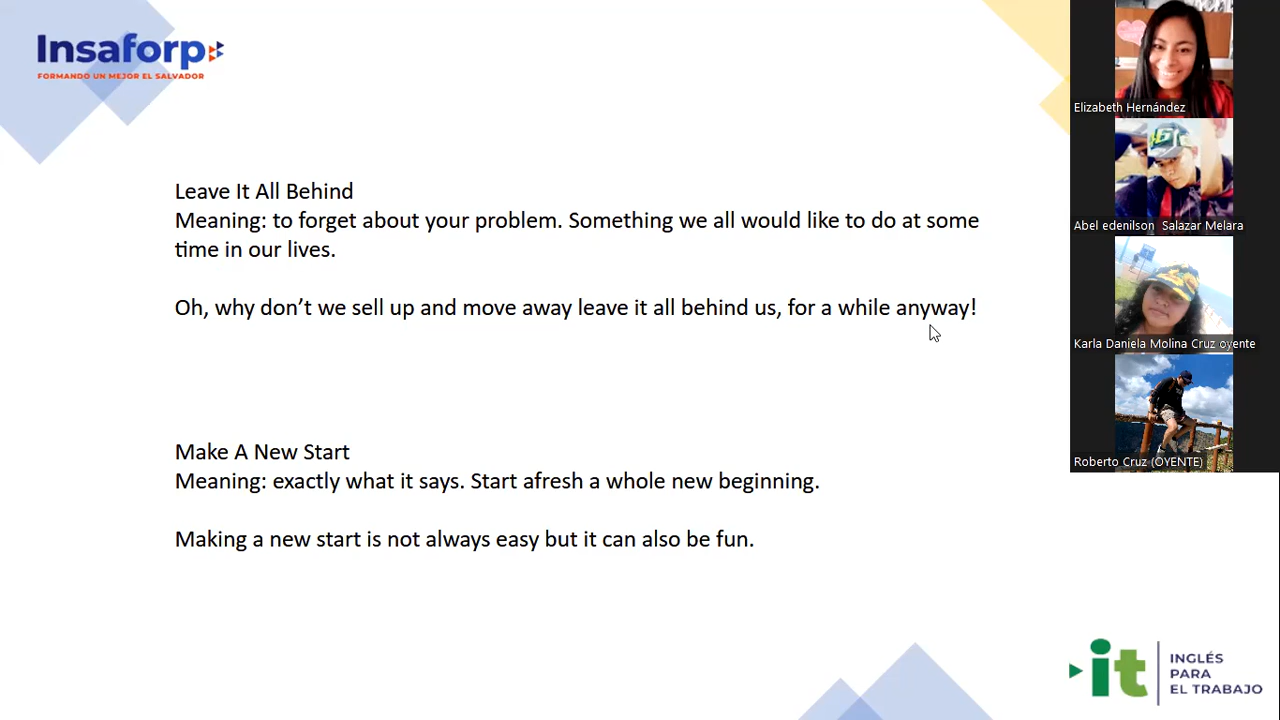 Insaforp
FORMANDO UN MEJOR EL SALVADOR
Leave It All Behind
Meaning: to forget about your problem. Something we all would like to do at some
time in our lives.
Oh, why don’t we sell up and move away leave it all behind us, for a while anyway!
Make A New Start
Meaning: exactly what it says. Start afresh a whole new beginning.
Making a new start is not always easy but it can also be fun.
Elizabeth Hernández
Abel edenilson Salazar Melara
Karla Daniela Molina Cruz oyente
Roberto Cruz (OYENTE)
it
INGLÉS
PARA
EL TRABAJO